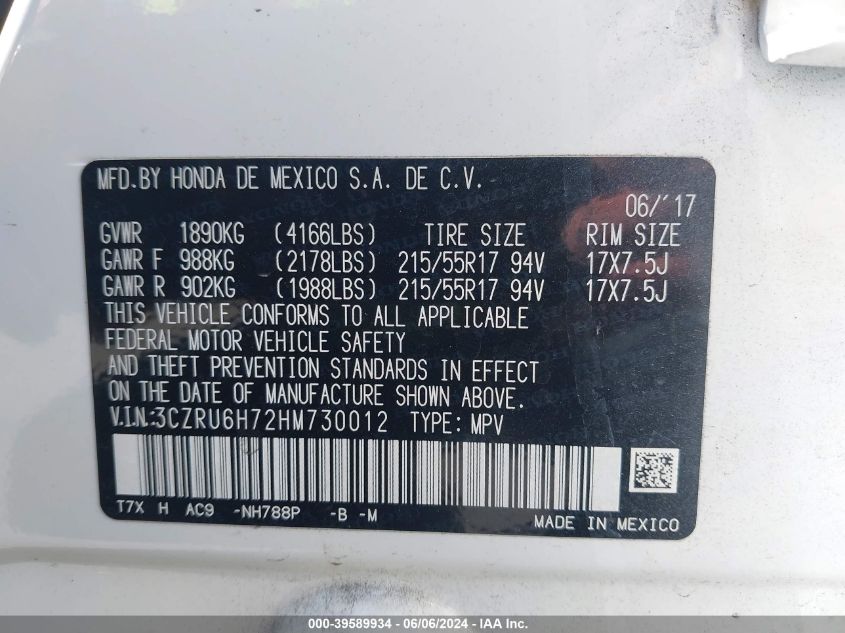 MFD.BY HONDA DE MEXICO S.A. DE C.V.
06/'17
GVWR 1890KG (4166LBS) TIRE SIZE RIM SIZE
GAWR F 988KG (2178LBS) 215/55R17 94V 17X7.5J
GAWR R 902KG (1988LBS) 215/55R17 94V 17X7.5J
THIS VEHICLE CONFORMS TO ALL APPLICABLE
FEDERAL MOTOR VEHICLE SAFETY
AND THEFT PREVENTION STANDARDS IN EFFECT
ON THE DATE OF MANUFACTURE SHOWN ABOVE.
V.I.N.:3CZRU6H72HM730012 TYPE: MPV
T7X H AC9 -NH788P -B -M
MADE IN MEXICO
000-39589934 - 06/06/2024 - IAA Inc.